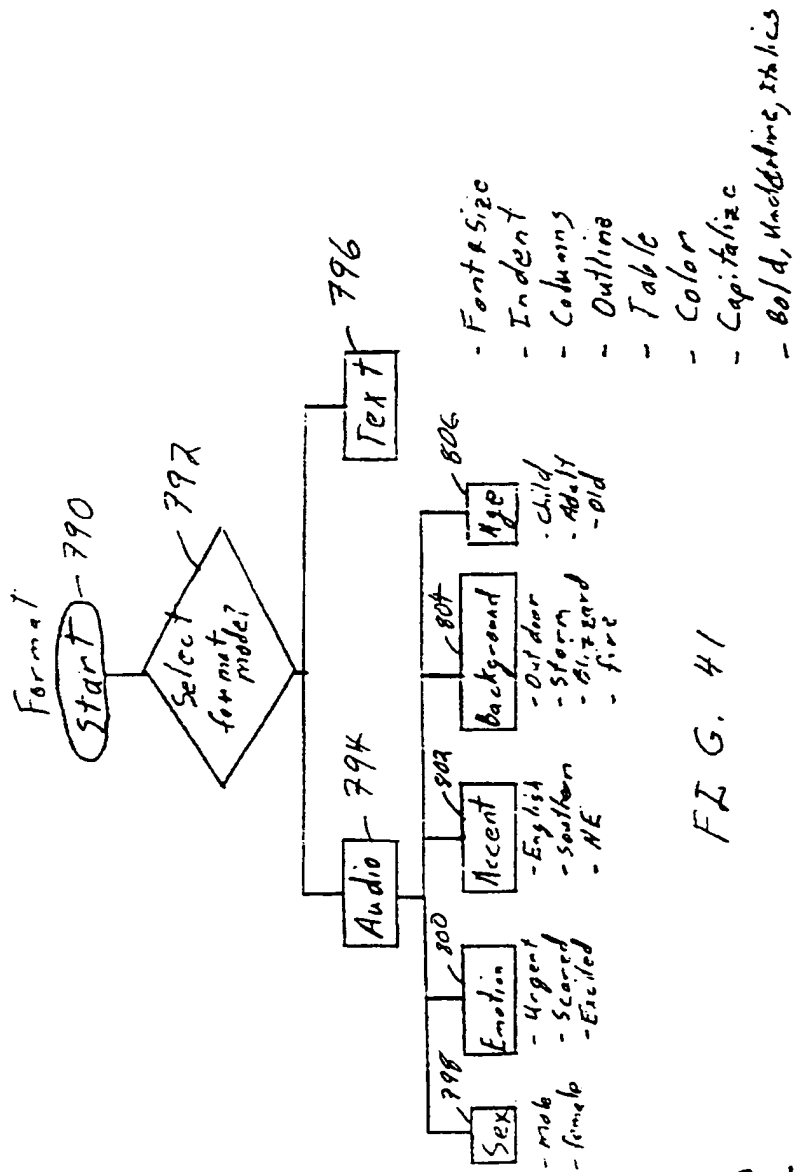 Format
Start
790
Select
format
mode?
792
Audio
794
Text
796
Sex
798
- male
- female
Emotion
800
- Urgent
- Scared
- Excited
Accent
802
- English
- Southern
- NE
Background
804
- Outdoor
- Storm
- Blizzard
- fire
Age
806
- Child
- Adult
- Old
- Font & Size
- Indent
- Columns
- Outline
- Table
- Color
- Capitalize
- Bold, Underline, Italics
FIG. 41